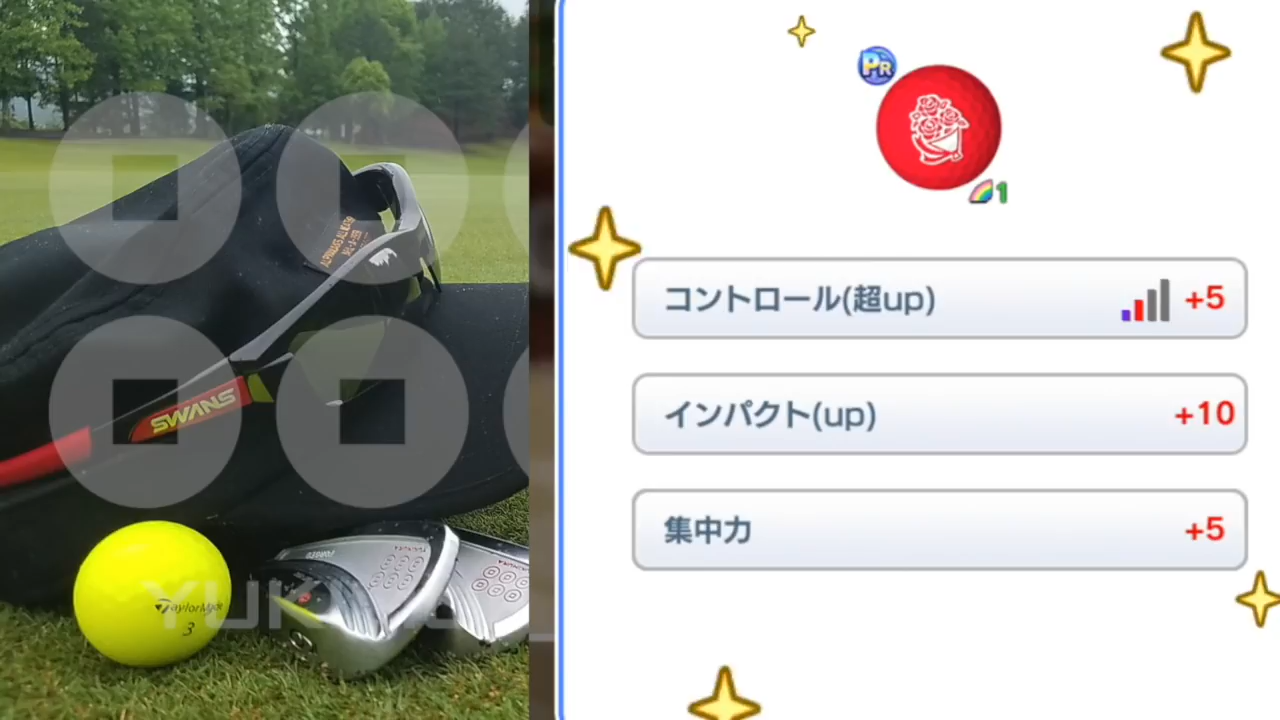 SWANS
TaylorMade
3
YUK
PR
1
コントロール(超up) +5
インパクト(up) +10
集中力 +5